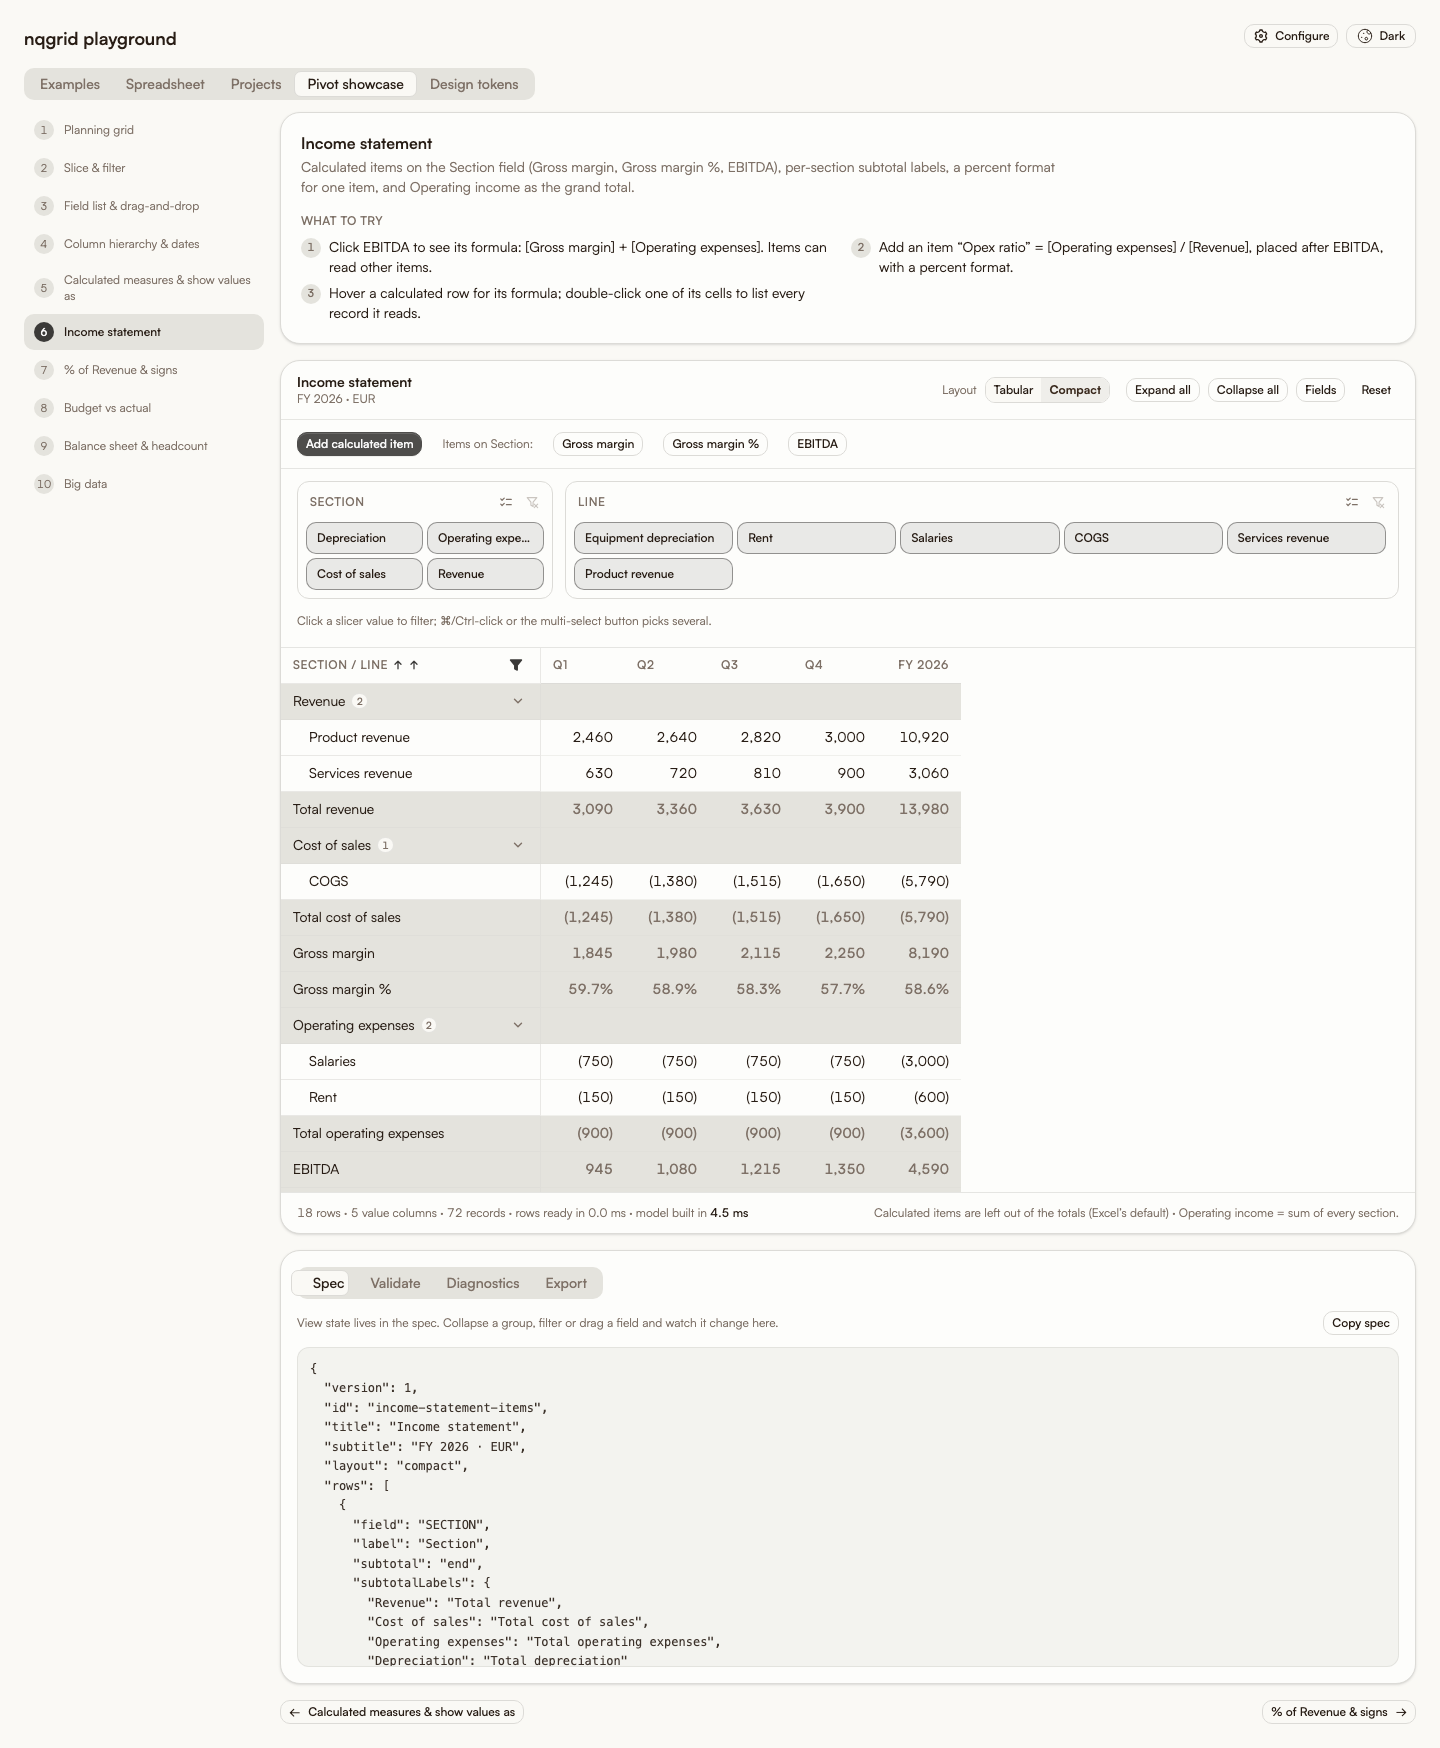 nqgrid playground
Configure
Dark
Examples
Spreadsheet
Projects
Pivot showcase
Design tokens
1 Planning grid
2 Slice & filter
3 Field list & drag-and-drop
4 Column hierarchy & dates
5 Calculated measures & show values
as
6 Income statement
7 % of Revenue & signs
8 Budget vs actual
9 Balance sheet & headcount
10 Big data
Income statement
Calculated items on the Section field (Gross margin, Gross margin %, EBITDA), per-section subtotal labels, a percent format
for one item, and Operating income as the grand total.
WHAT TO TRY
1 Click EBITDA to see its formula: [Gross margin] + [Operating expenses]. Items can
read other items.
2 Add an item “Opex ratio” = [Operating expenses] / [Revenue], placed after EBITDA,
with a percent format.
3 Hover a calculated row for its formula; double-click one of its cells to list every
record it reads.
Income statement
FY 2026 · EUR
Layout Tabular Compact Expand all Collapse all Fields Reset
Add calculated item Items on Section: Gross margin Gross margin % EBITDA
SECTION
Depreciation Operating expe...
Cost of sales Revenue
LINE
Equipment depreciation Rent Salaries COGS Services revenue
Product revenue
Click a slicer value to filter; ⌘/Ctrl-click or the multi-select button picks several.
SECTION / LINE ↑ ↑ Q1 Q2 Q3 Q4 FY 2026
Revenue 2
Product revenue 2,460 2,640 2,820 3,000 10,920
Services revenue 630 720 810 900 3,060
Total revenue 3,090 3,360 3,630 3,900 13,980
Cost of sales 1
COGS (1,245) (1,380) (1,515) (1,650) (5,790)
Total cost of sales (1,245) (1,380) (1,515) (1,650) (5,790)
Gross margin 1,845 1,980 2,115 2,250 8,190
Gross margin % 59.7% 58.9% 58.3% 57.7% 58.6%
Operating expenses 2
Salaries (750) (750) (750) (750) (3,000)
Rent (150) (150) (150) (150) (600)
Total operating expenses (900) (900) (900) (900) (3,600)
EBITDA 945 1,080 1,215 1,350 4,590
18 rows · 5 value columns · 72 records · rows ready in 0.0 ms · model built in 4.5 ms
Calculated items are left out of the totals (Excel's default) · Operating income = sum of every section.
Spec Validate Diagnostics Export
View state lives in the spec. Collapse a group, filter or drag a field and watch it change here.
Copy spec
{
"version": 1,
"id": "income-statement-items",
"title": "Income statement",
"subtitle": "FY 2026 · EUR",
"layout": "compact",
"rows": [
{
"field": "SECTION",
"label": "Section",
"subtotal": "end",
"subtotalLabels": {
"Revenue": "Total revenue",
"Cost of sales": "Total cost of sales",
"Operating expenses": "Total operating expenses",
"Depreciation": "Total depreciation"
← Calculated measures & show values as
% of Revenue & signs →